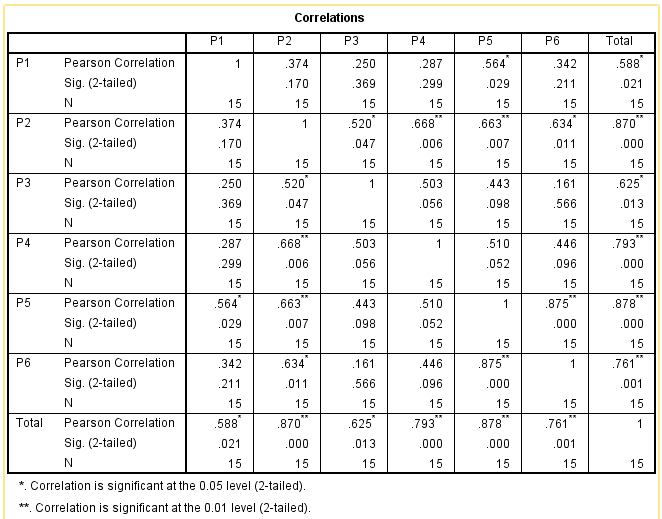 Correlations
P1 P2 P3 P4 P5 P6 Total
P1 Pearson Correlation 1 .374 .250 .287 .564* .342 .588*
Sig. (2-tailed) .170 .369 .299 .029 .211 .021
N 15 15 15 15 15 15 15
P2 Pearson Correlation .374 1 .520* .668** .663** .634* .870**
Sig. (2-tailed) .170 .047 .006 .007 .011 .000
N 15 15 15 15 15 15 15
P3 Pearson Correlation .250 .520* 1 .503 .443 .161 .625*
Sig. (2-tailed) .369 .047 .056 .098 .566 .013
N 15 15 15 15 15 15 15
P4 Pearson Correlation .287 .668** .503 1 .510 .446 .793**
Sig. (2-tailed) .299 .006 .056 .052 .096 .000
N 15 15 15 15 15 15 15
P5 Pearson Correlation .564* .663** .443 .510 1 .875** .878**
Sig. (2-tailed) .029 .007 .098 .052 .000 .000
N 15 15 15 15 15 15 15
P6 Pearson Correlation .342 .634* .161 .446 .875** 1 .761**
Sig. (2-tailed) .211 .011 .566 .096 .000 .001
N 15 15 15 15 15 15 15
Total Pearson Correlation .588* .870** .625* .793** .878** .761** 1
Sig. (2-tailed) .021 .000 .013 .000 .000 .001
N 15 15 15 15 15 15 15
*. Correlation is significant at the 0.05 level (2-tailed).
**. Correlation is significant at the 0.01 level (2-tailed).